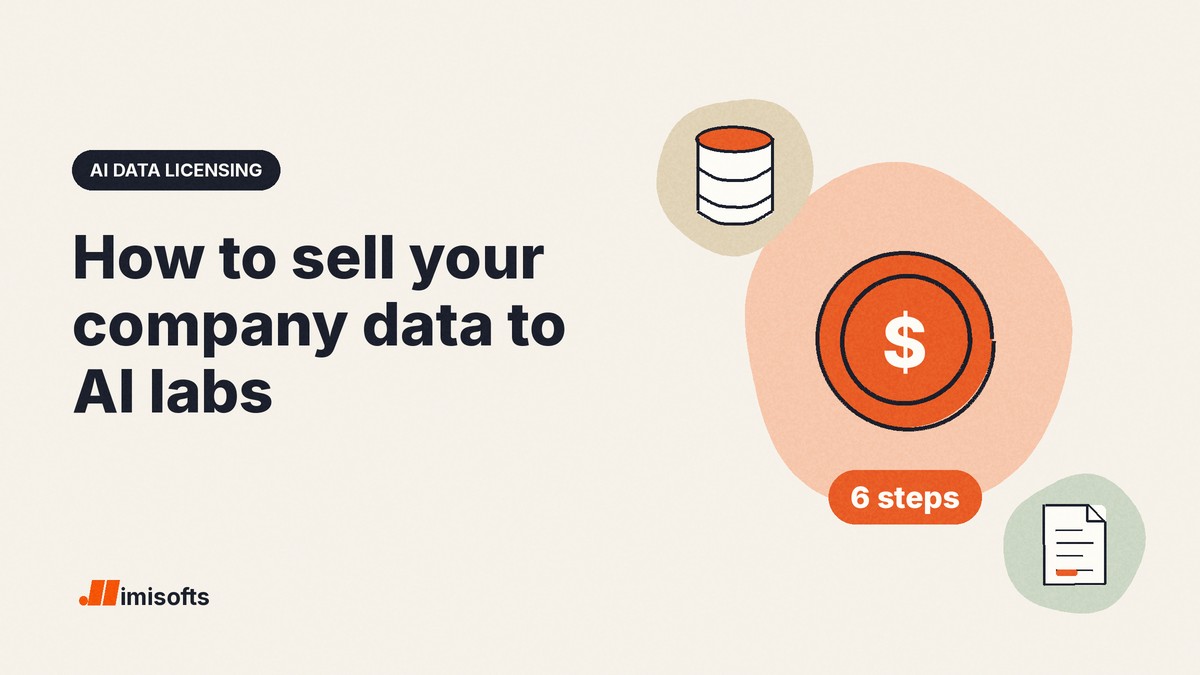 AI DATA LICENSING
How to sell your
company data to
AI labs
$
6 steps
imisofts